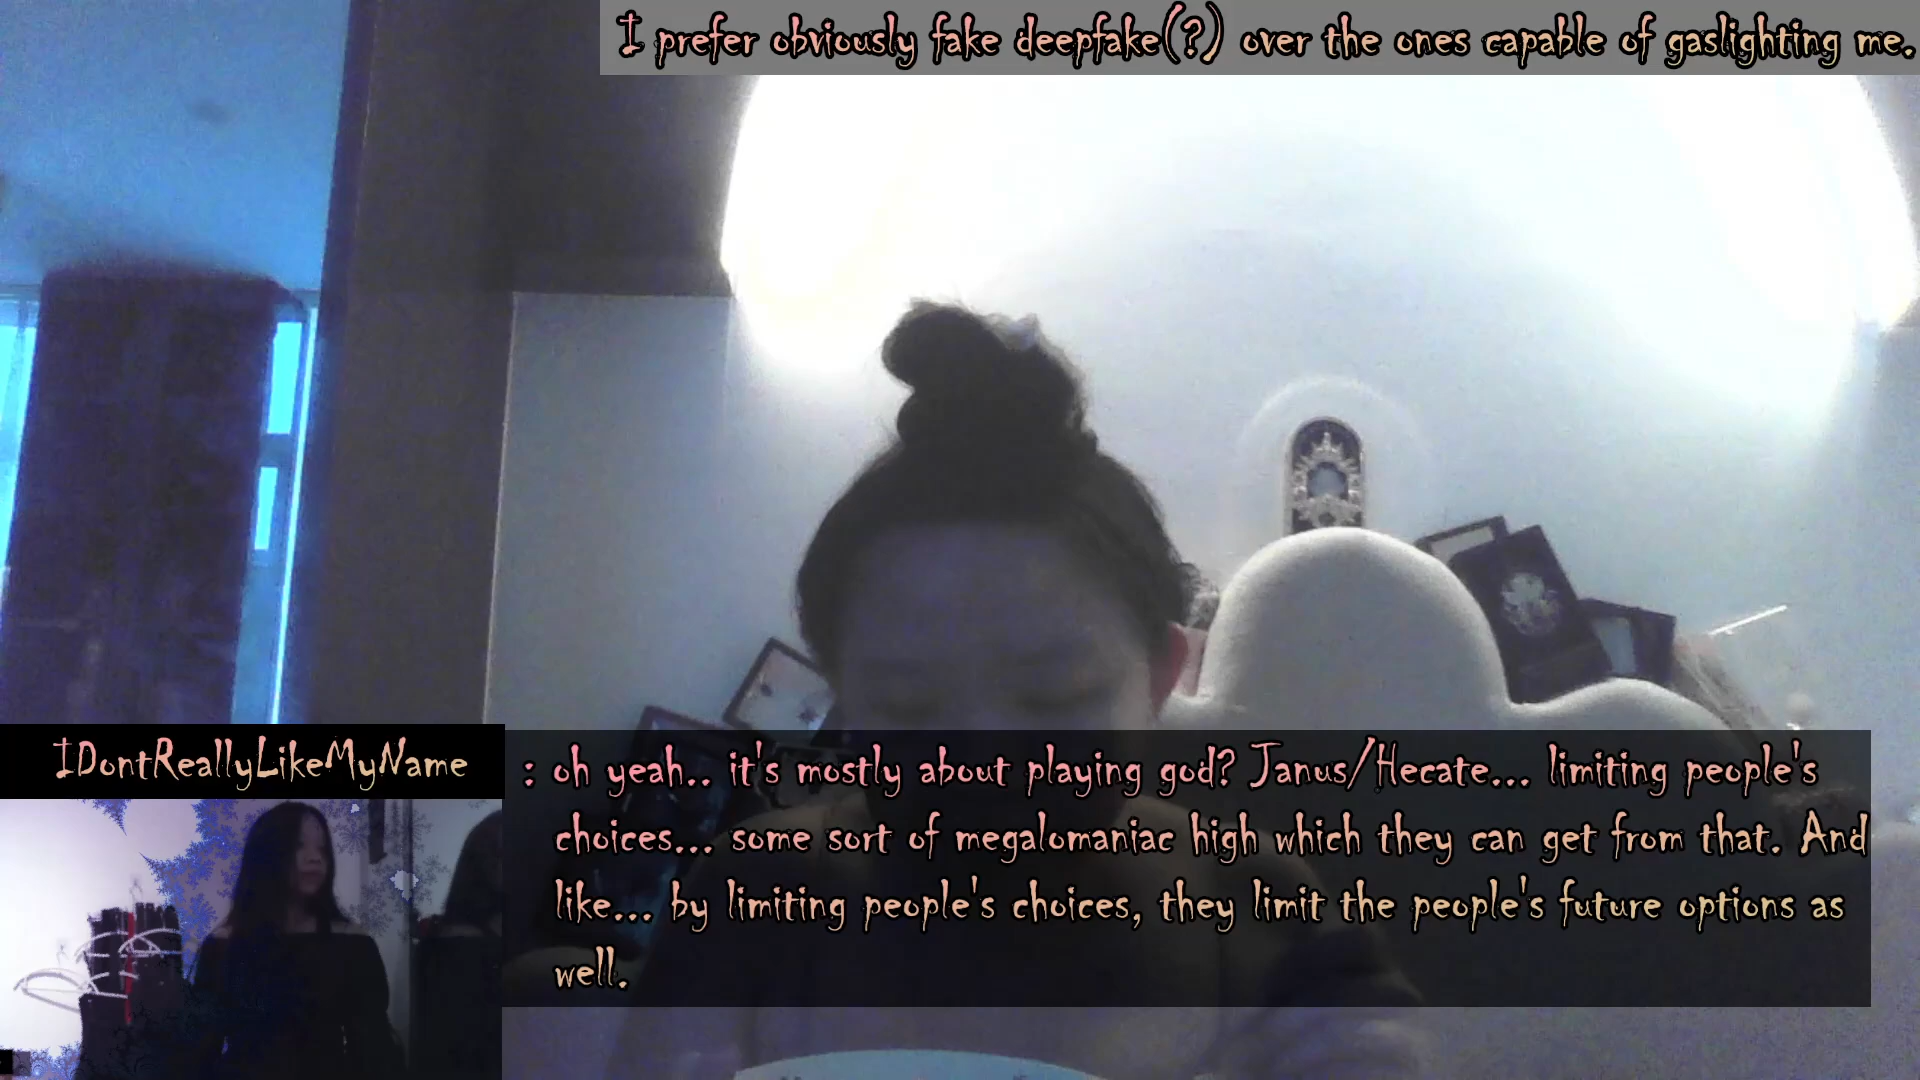 I prefer obviously fake deepfake(?) over the ones capable of gaslighting me.
IDontReallyLikeMyName
: oh yeah.. it's mostly about playing god? Janus/Hecate... limiting people's
choices... some sort of megalomaniac high which they can get from that. And
like... by limiting people's choices, they limit the people's future options as
well.